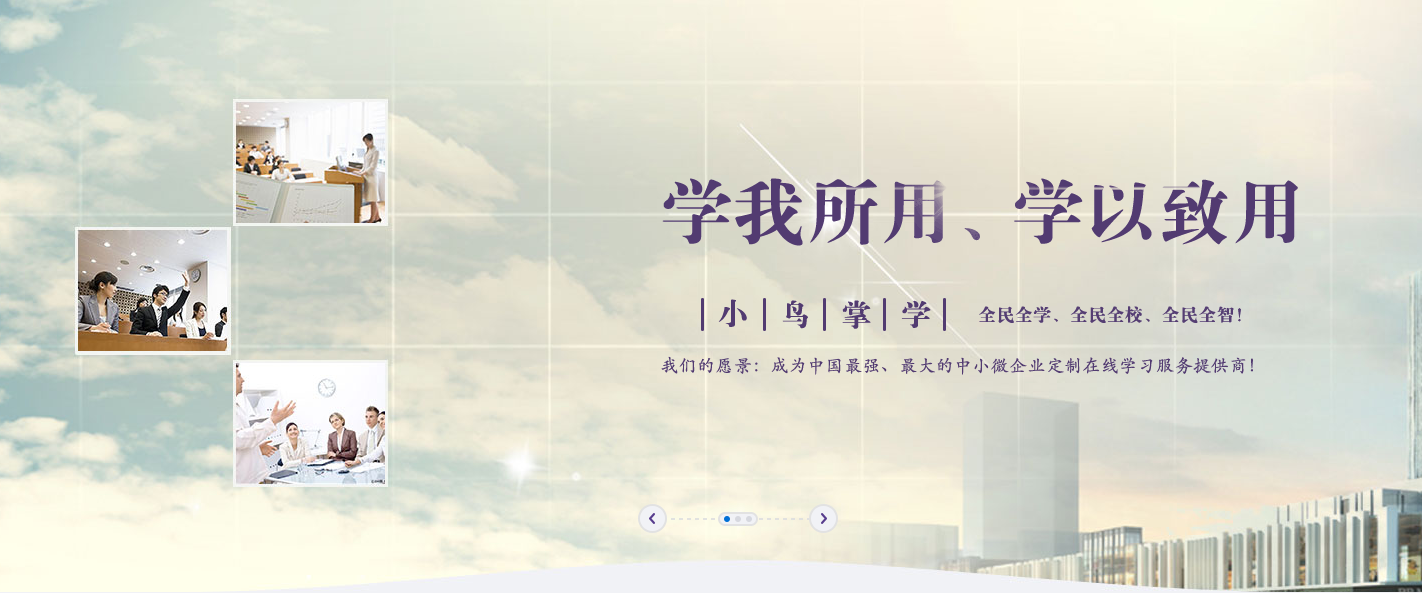 学我所用、学以致用
|小|鸟|掌|学| 全民全学、全民全校、全民全智!
我们的愿景：成为中国最强、最大的中小微企业定制在线学习服务提供商!